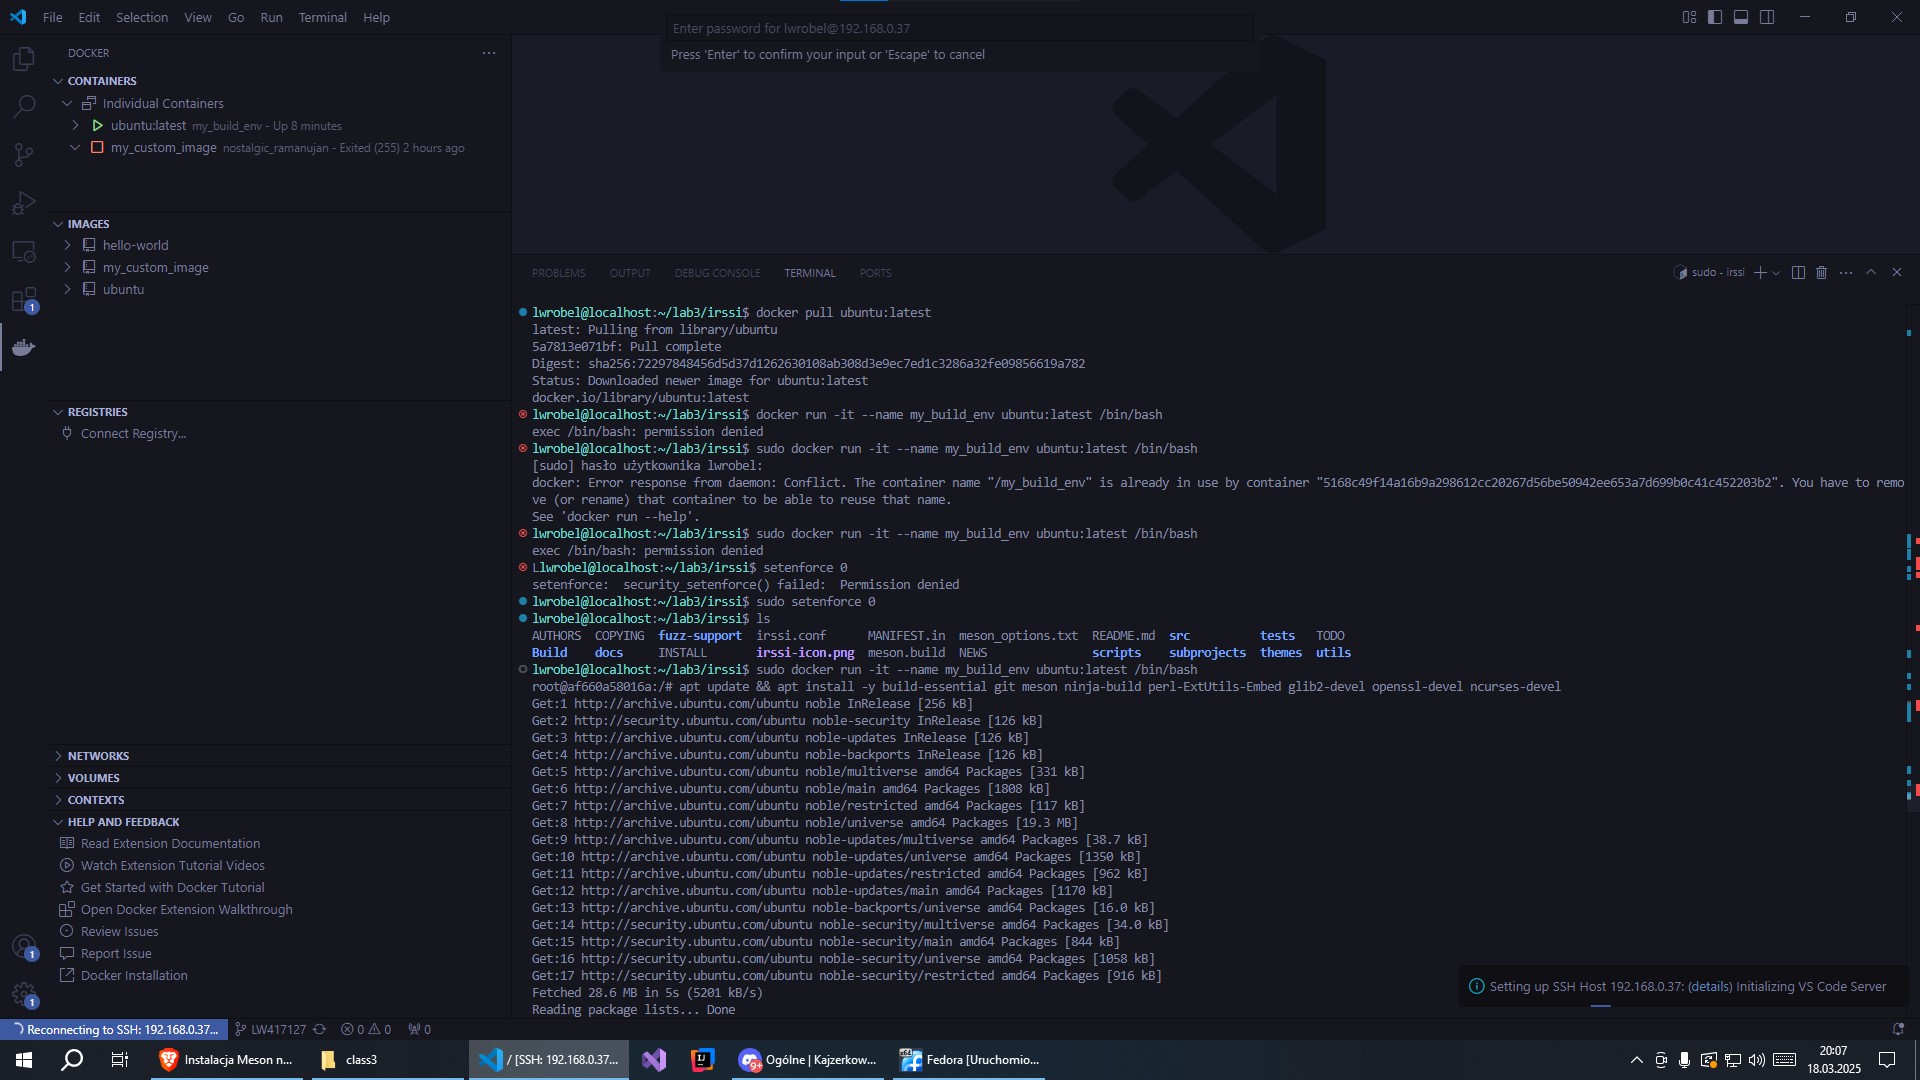 File Edit Selection View Go Run Terminal Help
Enter password for lwrobel@192.168.0.37
Press 'Enter' to confirm your input or 'Escape' to cancel
DOCKER
CONTAINERS
Individual Containers
ubuntu:latest my_build_env - Up 8 minutes
my_custom_image nostalgic_ramanujan - Exited (255) 2 hours ago
IMAGES
hello-world
my_custom_image
ubuntu
REGISTRIES
Connect Registry...
NETWORKS
VOLUMES
CONTEXTS
HELP AND FEEDBACK
Read Extension Documentation
Watch Extension Tutorial Videos
Get Started with Docker Tutorial
Open Docker Extension Walkthrough
Review Issues
Report Issue
Docker Installation
1
1
1
PROBLEMS OUTPUT DEBUG CONSOLE TERMINAL PORTS
sudo - irssi
lwrobel@localhost:~/lab3/irssi$ docker pull ubuntu:latest
latest: Pulling from library/ubuntu
5a7813e071bf: Pull complete
Digest: sha256:72297848456d5d37d1262630108ab308d3e9ec7ed1c3286a32fe09856619a782
Status: Downloaded newer image for ubuntu:latest
docker.io/library/ubuntu:latest
lwrobel@localhost:~/lab3/irssi$ docker run -it --name my_build_env ubuntu:latest /bin/bash
exec /bin/bash: permission denied
lwrobel@localhost:~/lab3/irssi$ sudo docker run -it --name my_build_env ubuntu:latest /bin/bash
[sudo] hasło użytkownika lwrobel:
docker: Error response from daemon: Conflict. The container name "/my_build_env" is already in use by container "5168c49f14a16b9a298612cc20267d56be50942ee653a7d699b0c41c452203b2". You have to remo
ve (or rename) that container to be able to reuse that name.
See 'docker run --help'.
lwrobel@localhost:~/lab3/irssi$ sudo docker run -it --name my_build_env ubuntu:latest /bin/bash
exec /bin/bash: permission denied
Llwrobel@localhost:~/lab3/irssi$ setenforce 0
setenforce:  security_setenforce() failed:  Permission denied
lwrobel@localhost:~/lab3/irssi$ sudo setenforce 0
lwrobel@localhost:~/lab3/irssi$ ls
AUTHORS COPYING fuzz-support irssi.conf MANIFEST.in meson_options.txt README.md src tests TODO
Build docs INSTALL irssi-icon.png meson.build NEWS scripts subprojects themes utils
lwrobel@localhost:~/lab3/irssi$ sudo docker run -it --name my_build_env ubuntu:latest /bin/bash
root@af660a58016a:/# apt update && apt install -y build-essential git meson ninja-build perl-ExtUtils-Embed glib2-devel openssl-devel ncurses-devel
Get:1 http://archive.ubuntu.com/ubuntu noble InRelease [256 kB]
Get:2 http://security.ubuntu.com/ubuntu noble-security InRelease [126 kB]
Get:3 http://archive.ubuntu.com/ubuntu noble-updates InRelease [126 kB]
Get:4 http://archive.ubuntu.com/ubuntu noble-backports InRelease [126 kB]
Get:5 http://archive.ubuntu.com/ubuntu noble/multiverse amd64 Packages [331 kB]
Get:6 http://archive.ubuntu.com/ubuntu noble/main amd64 Packages [1808 kB]
Get:7 http://archive.ubuntu.com/ubuntu noble/restricted amd64 Packages [117 kB]
Get:8 http://archive.ubuntu.com/ubuntu noble/universe amd64 Packages [19.3 MB]
Get:9 http://archive.ubuntu.com/ubuntu noble-updates/multiverse amd64 Packages [38.7 kB]
Get:10 http://archive.ubuntu.com/ubuntu noble-updates/universe amd64 Packages [1350 kB]
Get:11 http://archive.ubuntu.com/ubuntu noble-updates/restricted amd64 Packages [962 kB]
Get:12 http://archive.ubuntu.com/ubuntu noble-updates/main amd64 Packages [1170 kB]
Get:13 http://archive.ubuntu.com/ubuntu noble-backports/universe amd64 Packages [16.0 kB]
Get:14 http://security.ubuntu.com/ubuntu noble-security/multiverse amd64 Packages [34.0 kB]
Get:15 http://security.ubuntu.com/ubuntu noble-security/main amd64 Packages [844 kB]
Get:16 http://security.ubuntu.com/ubuntu noble-security/universe amd64 Packages [1058 kB]
Get:17 http://security.ubuntu.com/ubuntu noble-security/restricted amd64 Packages [916 kB]
Fetched 28.6 MB in 5s (5201 kB/s)
Reading package lists... Done
Setting up SSH Host 192.168.0.37: (details) Initializing VS Code Server
Reconnecting to SSH: 192.168.0.37... LW417127 0 0 0
Instalacja Meson n... class3 / [SSH: 192.168.0.37... IJ 9+ Ogólne | Kajzerkow... x64 Fedora [Uruchomio...
20:07
18.03.2025